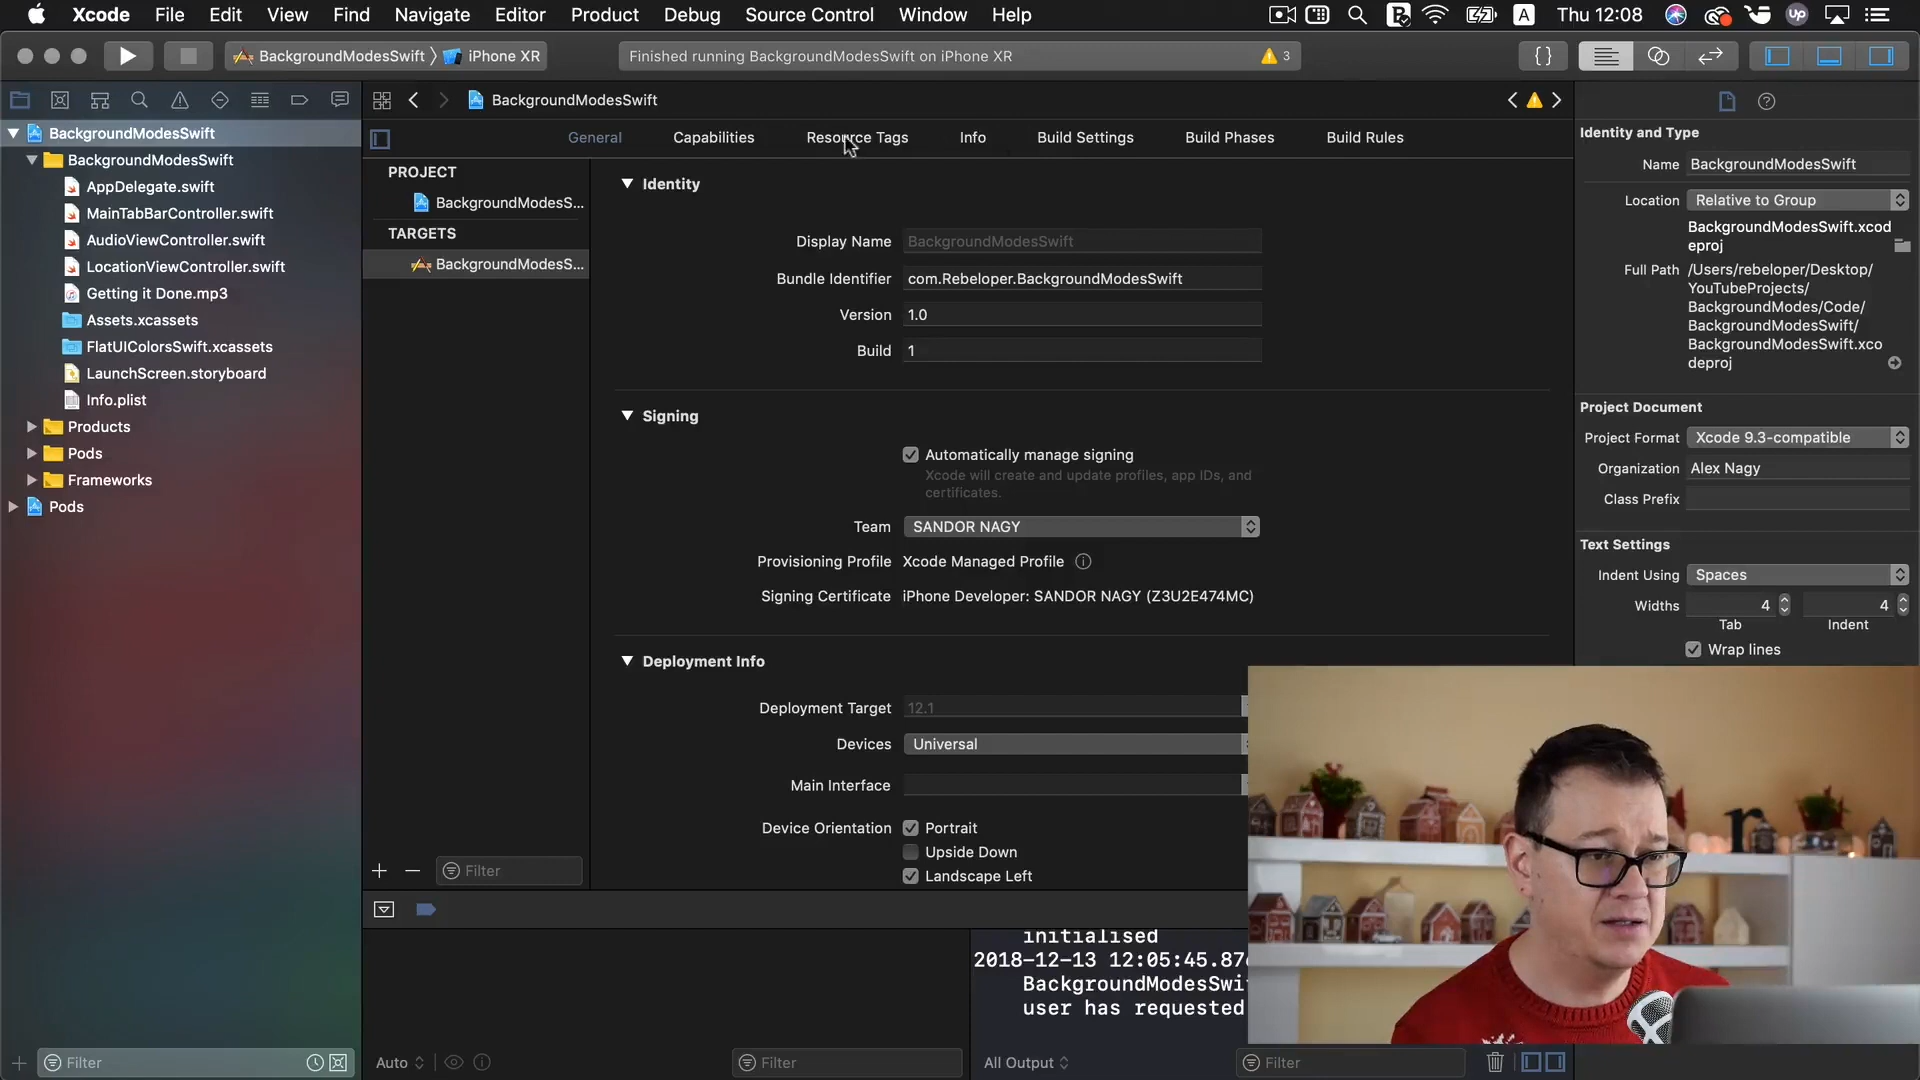 Xcode File Edit View Find Navigate Editor Product Debug Source Control Window Help A up Thu 12:08
BackgroundModesSwift iPhone XR
Finished running BackgroundModesSwift on iPhone XR
3
{}
BackgroundModesSwift
BackgroundModesSwift
AppDelegate.swift
MainTabBarController.swift
AudioViewController.swift
LocationViewController.swift
Getting it Done.mp3
Assets.xcassets
FlatUIColorsSwift.xcassets
LaunchScreen.storyboard
Info.plist
Products
Pods
Frameworks
Pods
Filter
BackgroundModesSwift
General Capabilities Resource Tags Info Build Settings Build Phases Build Rules
PROJECT
BackgroundModesS...
TARGETS
BackgroundModesS...
Filter
Identity
Display Name BackgroundModesSwift
Bundle Identifier com.Rebeloper.BackgroundModesSwift
Version 1.0
Build 1
Signing
Automatically manage signing
Xcode will create and update profiles, app IDs, and
certificates.
Team SANDOR NAGY
Provisioning Profile Xcode Managed Profile
Signing Certificate iPhone Developer: SANDOR NAGY (Z3U2E474MC)
Deployment Info
Deployment Target 12.1
Devices Universal
Main Interface
Device Orientation Portrait
Upside Down
Landscape Left
Identity and Type
Name BackgroundModesSwift
Location Relative to Group
BackgroundModesSwift.xcod
eproj
Full Path /Users/rebeloper/Desktop/
YouTubeProjects/
BackgroundModes/Code/
BackgroundModesSwift/
BackgroundModesSwift.xco
deproj
Project Document
Project Format Xcode 9.3-compatible
Organization Alex Nagy
Class Prefix
Text Settings
Indent Using Spaces
Widths 4 4
Tab Indent
Wrap lines
initialised
2018-12-13 12:05:45.87
BackgroundModesSwi
user has requested
Auto
Filter
All Output
Filter
r